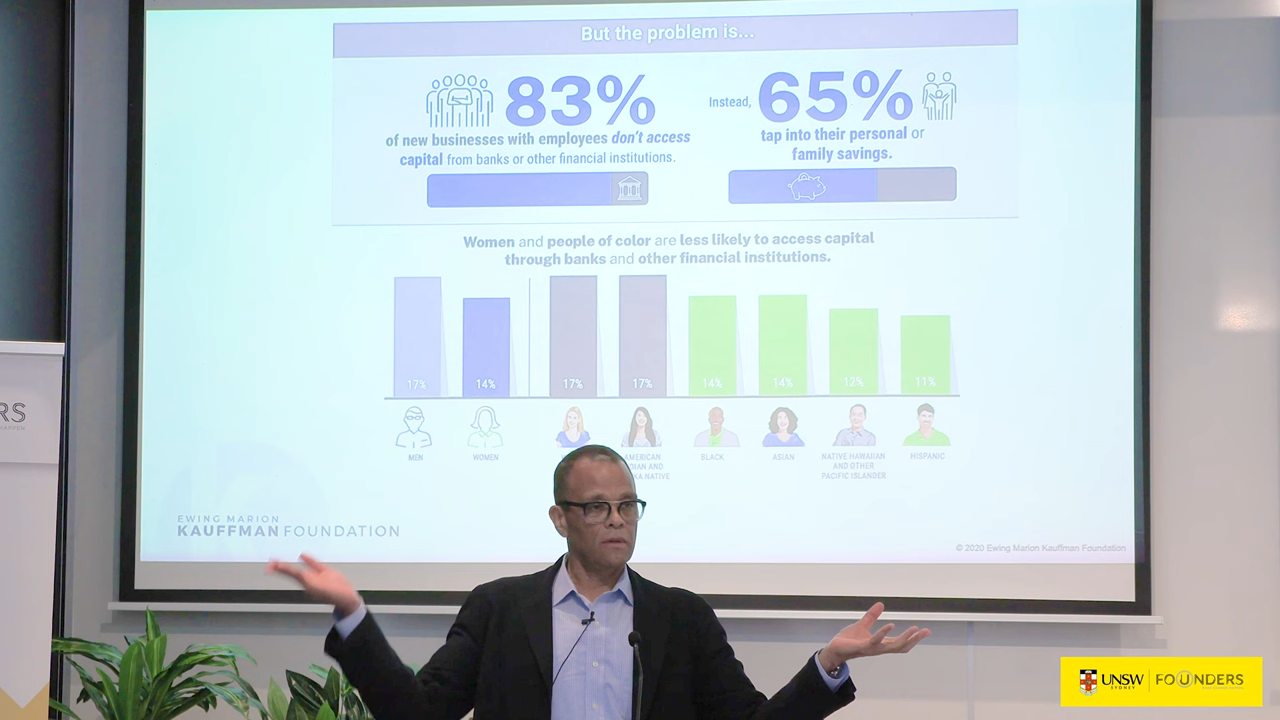 But the problem is...
83%
of new businesses with employees don't access
capital from banks or other financial institutions.
Instead, 65%
tap into their personal or
family savings.
Women and people of color are less likely to access capital
through banks and other financial institutions.
17%
14%
17%
17%
14%
14%
12%
11%
MEN
WOMEN
AMERICAN
AND
NATIVE
BLACK
ASIAN
NATIVE HAWAIIAN
AND OTHER
PACIFIC ISLANDER
HISPANIC
EWING MARION
KAUFFMAN FOUNDATION
© 2020 Ewing Marion Kauffman Foundation
RS
UNSW
SYDNEY
FOUNDERS